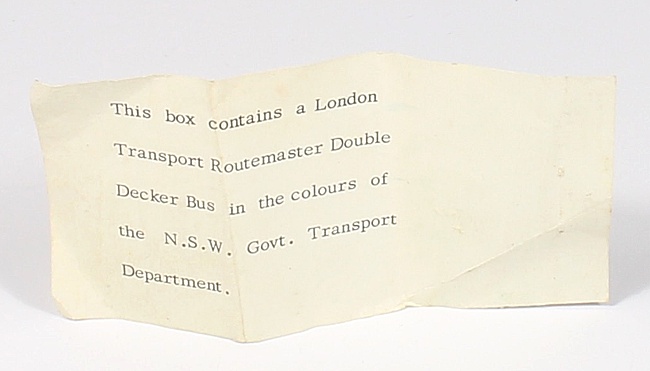 This box contains a London
Transport Routemaster Double
Decker Bus in the colours of
the N.S.W. Govt. Transport
Department.